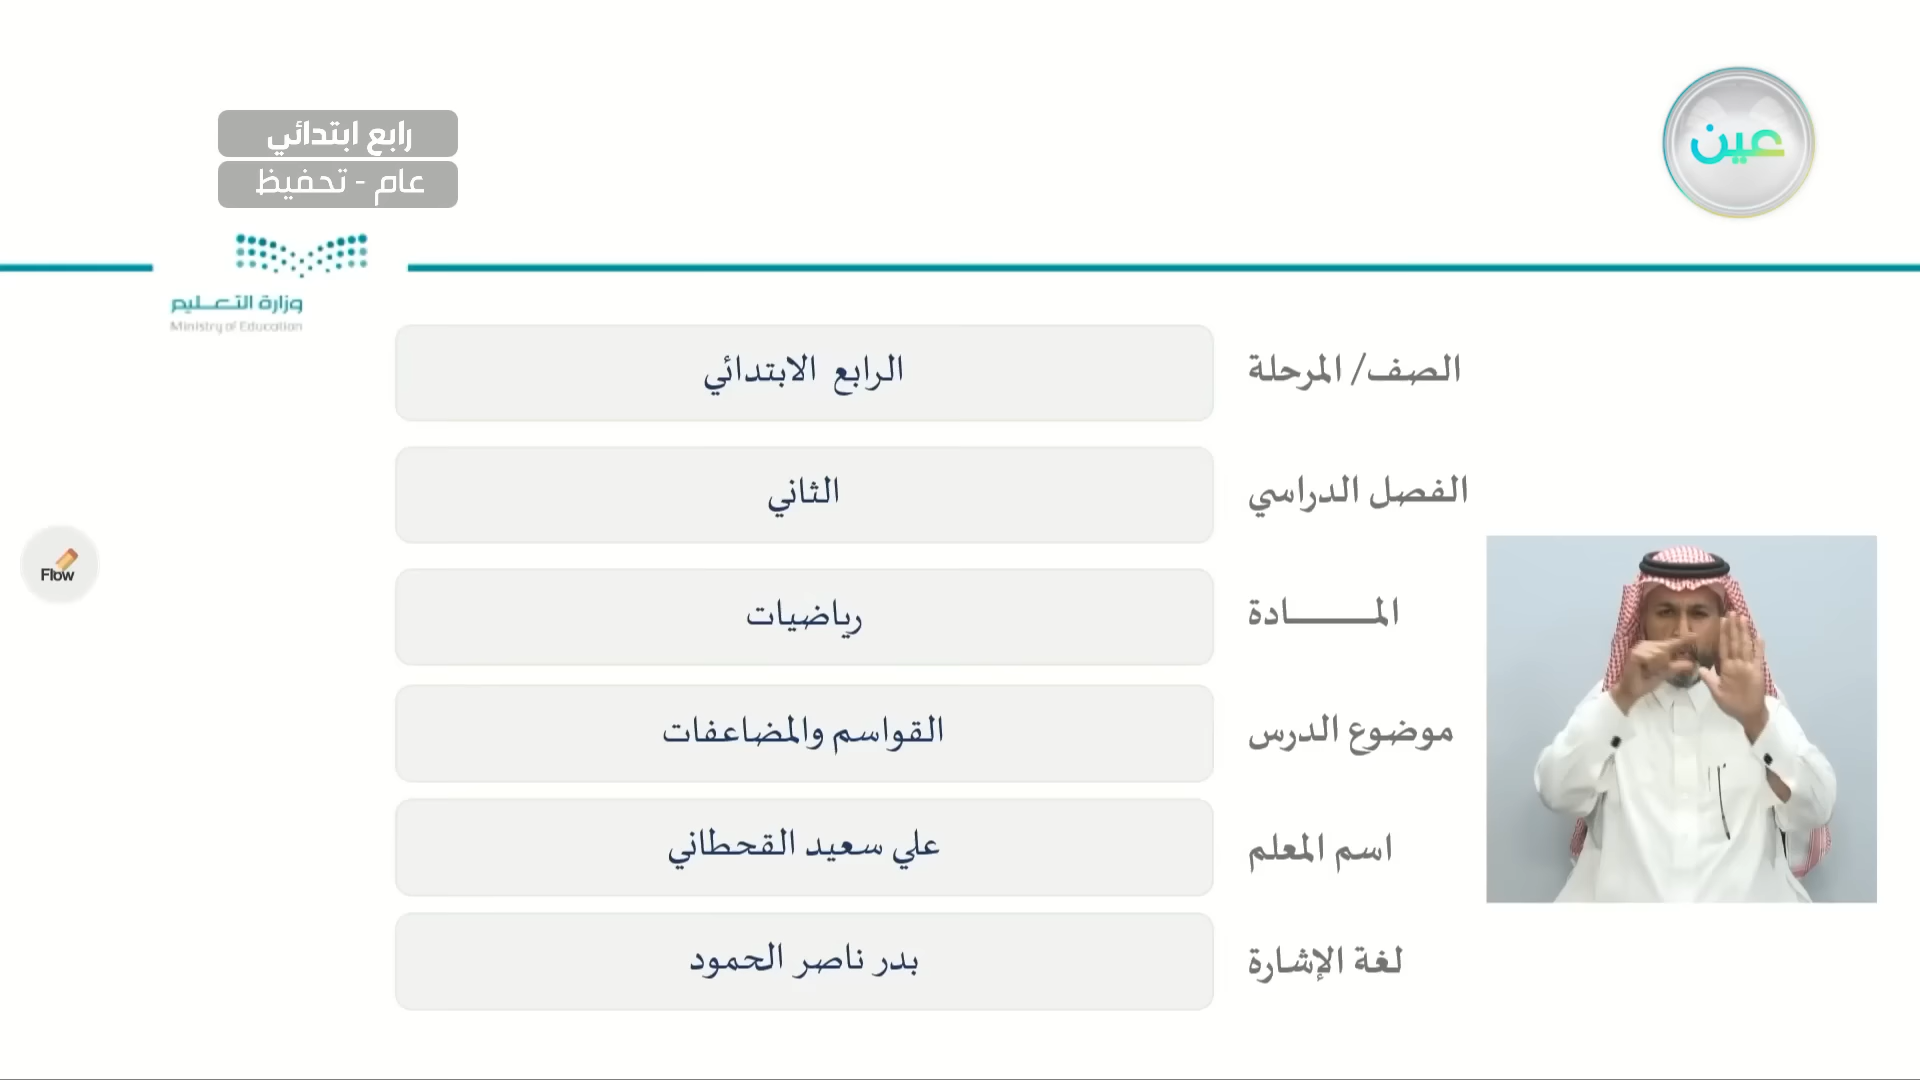 عين
رابع ابتدائي
عام - تحفيظ
وزارة التعليم
Ministry of Education
الصف/ المرحلة
الرابع الابتدائي
الفصل الدراسي
الثاني
المـــــــادة
رياضيات
موضوع الدرس
القواسم والمضاعفات
اسم المعلم
علي سعيد القحطاني
لغة الإشارة
بدر ناصر الحمود
Flow